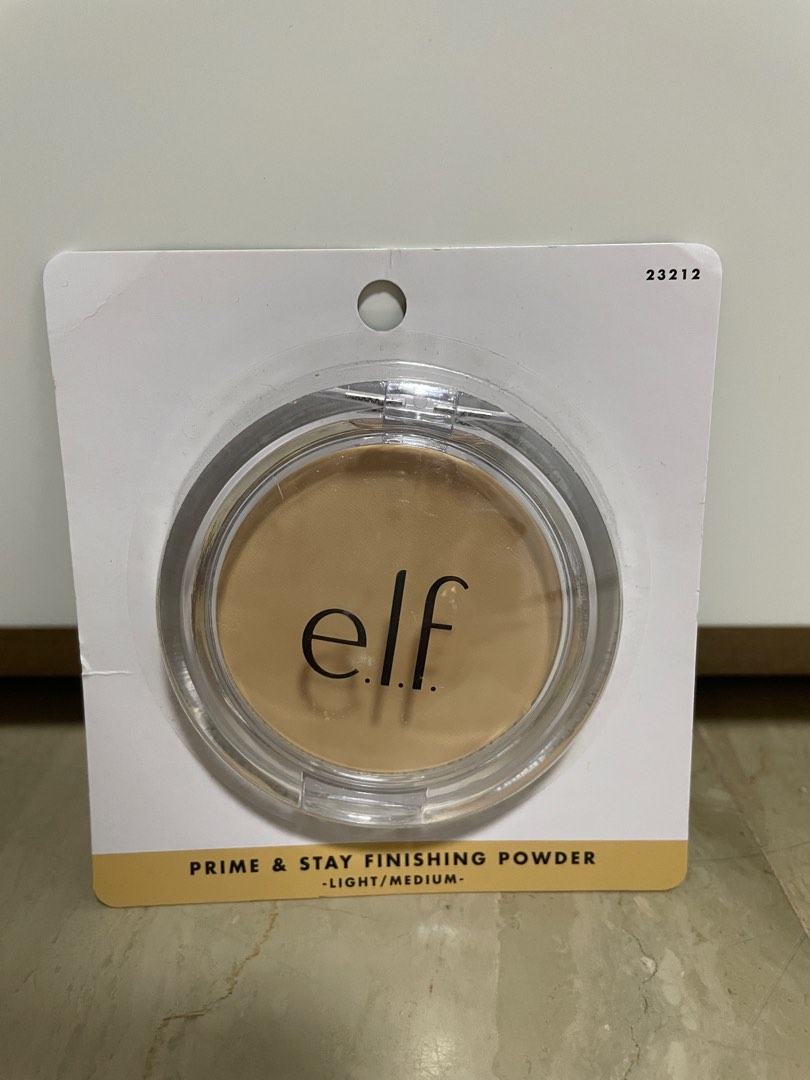 23212
e.l.f.
PRIME & STAY FINISHING POWDER
-LIGHT/MEDIUM-